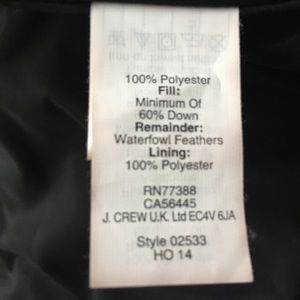 100% Polyester
Fill:
Minimum Of
60% Down
Remainder:
Waterfowl Feathers
Lining:
100% Polyester
RN77388
CA56445
J. CREW U.K. Ltd EC4V 6JA
Style 02533
HO 14